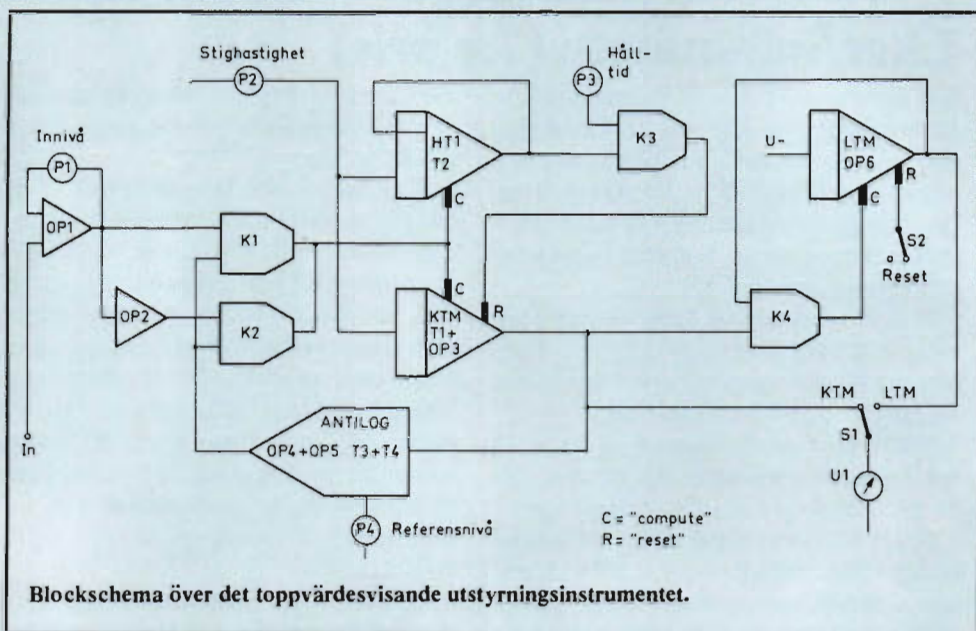 Stighastighet
P2
Håll-
tid
P3
Innivå
P1
HT1
T2
C
K3
U-
LTM
OP6
R
C
OP1
K1
S2
Reset
OP2
K2
C
R
KTM
T1+
OP3
K4
KTM
LTM
S1
ANTILOG
OP4+OP5 T3+T4
In
U1
P4
Referensnivå
C = "compute"
R = "reset"
Blockschema över det toppvärdesvisande utstyrningsinstrumentet.